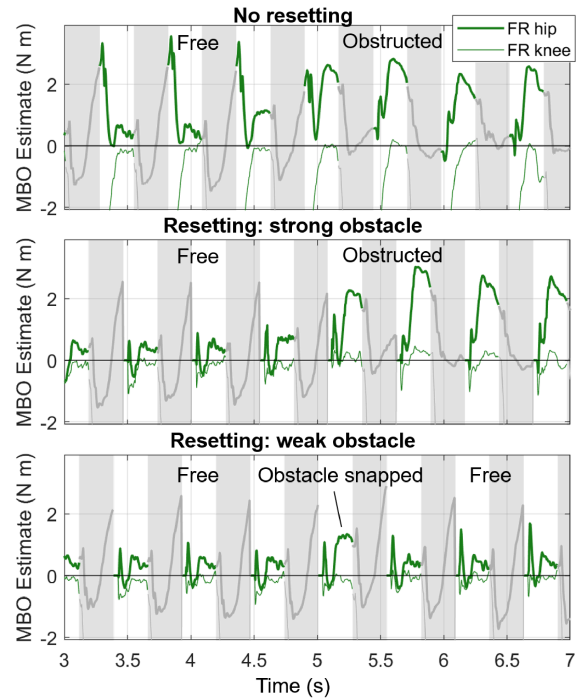 No resetting
FR hip
FR knee
Free
Obstructed
MBO Estimate (N m)
2
0
-2
Resetting: strong obstacle
Free
Obstructed
MBO Estimate (N m)
2
0
-2
Resetting: weak obstacle
Free
Obstacle snapped
Free
MBO Estimate (N m)
2
0
-2
3 3.5 4 4.5 5 5.5 6 6.5 7
Time (s)